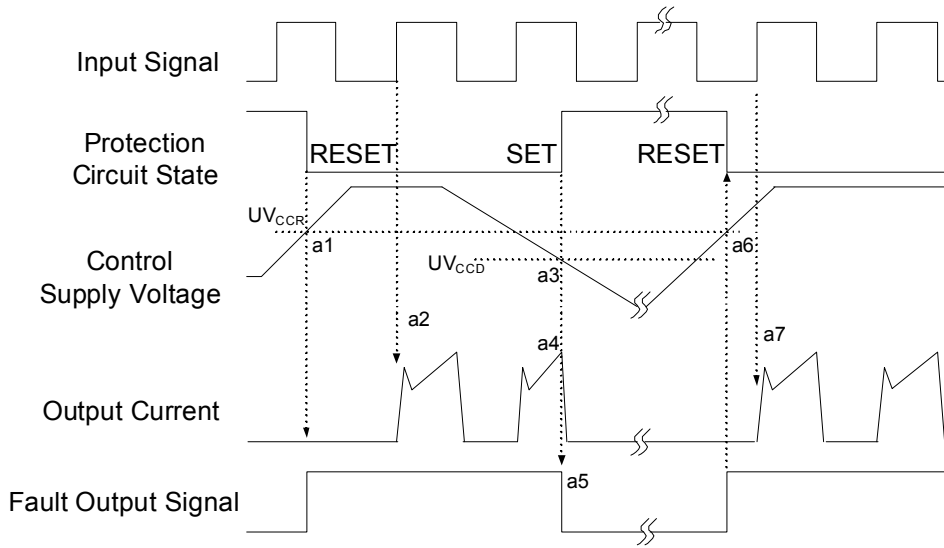 Input Signal
Protection
Circuit State
RESET
SET
RESET
UVCCR
a1
a6
Control
Supply Voltage
UVCCD
a3
a2
a4
a7
Output Current
a5
Fault Output Signal